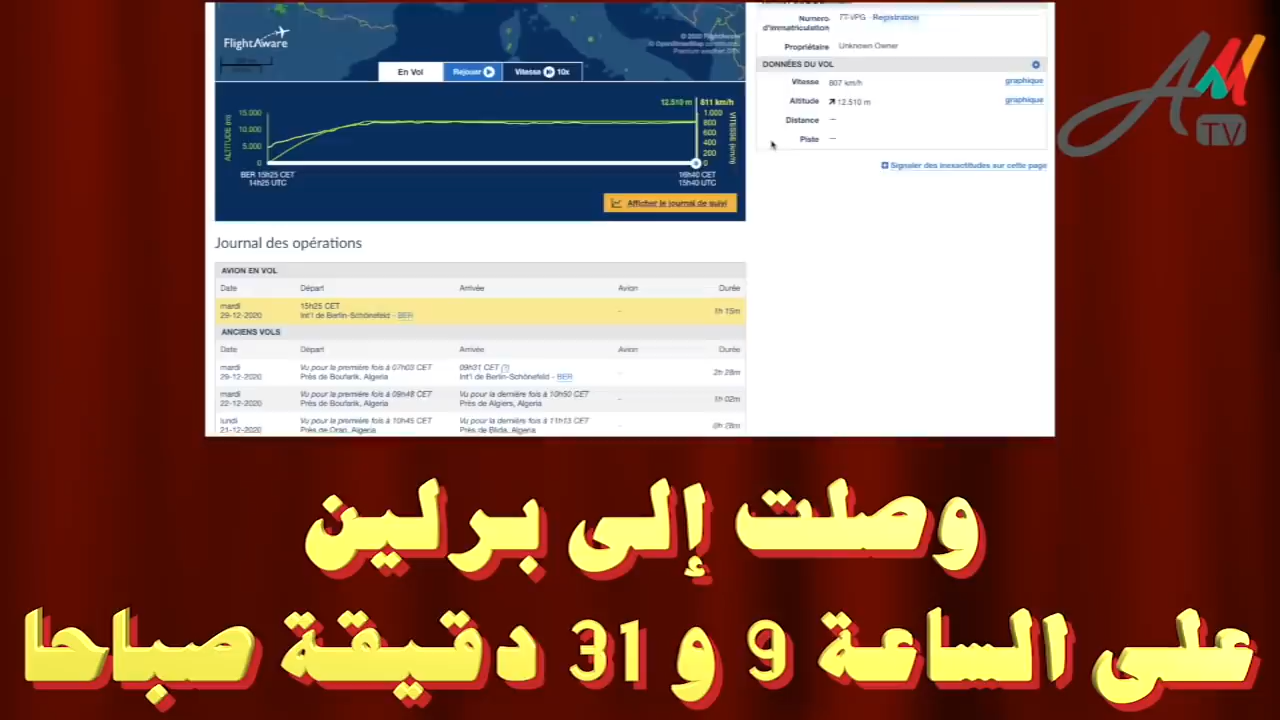 FlightAware
© 2020 FlightAware
© OpenStreetMap contributors
En Vol
Rejouer
Vitesse 10x
12.510 m
811 km/h
15.000
10.000
5.000
0
ALTITUDE (m)
1.000
800
600
400
200
0
VITESSE (km/h)
BER 15h25 CET
14h25 UTC
16h40 CET
15h40 UTC
Afficher le journal de suivi
Numéro d'immatriculation
7T-VPG - Registration
Propriétaire Unknown Owner
DONNÉES DU VOL
Vitesse 807 km/h graphique
Altitude 12.510 m graphique
Distance --
Piste --
Signaler des inexactitudes sur cette page
AM
TV
Journal des opérations
AVION EN VOL
Date Départ Arrivée Avion Durée
mardi 15h25 CET
29-12-2020 Int'l de Berlin-Schönefeld - BER - 1h 15m
ANCIENS VOLS
Date Départ Arrivée Avion Durée
mardi Vu pour la première fois à 07h03 CET 09h31 CET (?)
29-12-2020 Près de Boufarik, Algeria Int'l de Berlin-Schönefeld - BER - 2h 28m
mardi Vu pour la première fois à 09h48 CET Vu pour la dernière fois à 10h50 CET
22-12-2020 Près de Boufarik, Algeria Près de Algiers, Algeria - 1h 02m
lundi Vu pour la première fois à 10h45 CET Vu pour la dernière fois à 11h13 CET
21-12-2020 Près de Oran, Algeria Près de Blida, Algeria - 0h 28m
وصلت إلى برلين
على الساعة 9 و 31 دقيقة صباحا